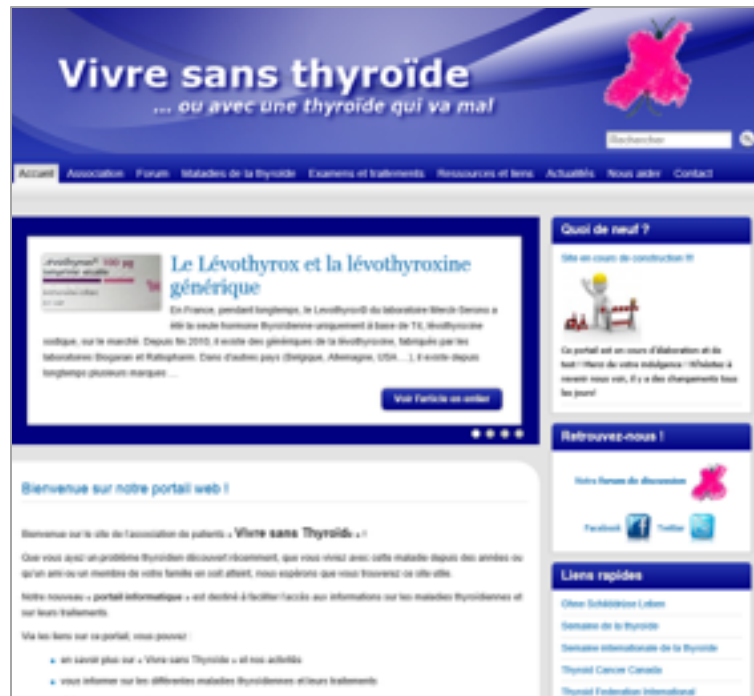 Vivre sans thyroïde
... ou avec une thyroïde qui va mal
Rechercher
Accueil Association Forum Maladies de la thyroïde Examens et traitements Ressources et liens Actualités Nous aider Contact
Le Lévothyrox et la lévothyroxine
générique
En France, pendant longtemps, le Levothyrox® du laboratoire Merck-Serono a
été la seule hormone thyroïdienne uniquement à base de T4, lévothyroxine
sodique, sur le marché. Depuis fin 2010, il existe des génériques de la lévothyroxine, fabriqués par les
laboratoires Biogaran et Ratiopharm. Dans d'autres pays (Belgique, Allemagne, USA ...), il existe depuis
longtemps plusieurs marques ...
Voir l'article en entier
Bienvenue sur notre portail web !
Bienvenue sur le site de l'association de patients « Vivre sans Thyroïde » !
Que vous ayez un problème thyroïdien découvert récemment, que vous viviez avec cette maladie depuis des années ou
qu'un ami ou un membre de votre famille en soit atteint, nous espérons que vous trouverez ce site utile.
Notre nouveau « portail informatique » est destiné à faciliter l'accès aux informations sur les maladies thyroïdiennes et
sur leurs traitements.
Via les liens sur ce portail, vous pouvez :
en savoir plus sur « Vivre sans Thyroïde » et nos activités
vous informer sur les différentes maladies thyroïdiennes et leurs traitements
Quoi de neuf ?
Site en cours de construction !!!
Ce portail est en cours d'élaboration et de
test ! Merci de votre indulgence ! N'hésitez à
revenir nous voir, il y a des changements tous
les jours!
Retrouvez-nous !
Notre forum de discussion
Facebook Twitter
Liens rapides
Ohne Schilddrüse Leben
Semaine de la thyroïde
Semaine internationale de la thyroïde
Thyroid Cancer Canada
Thyroid Federation International